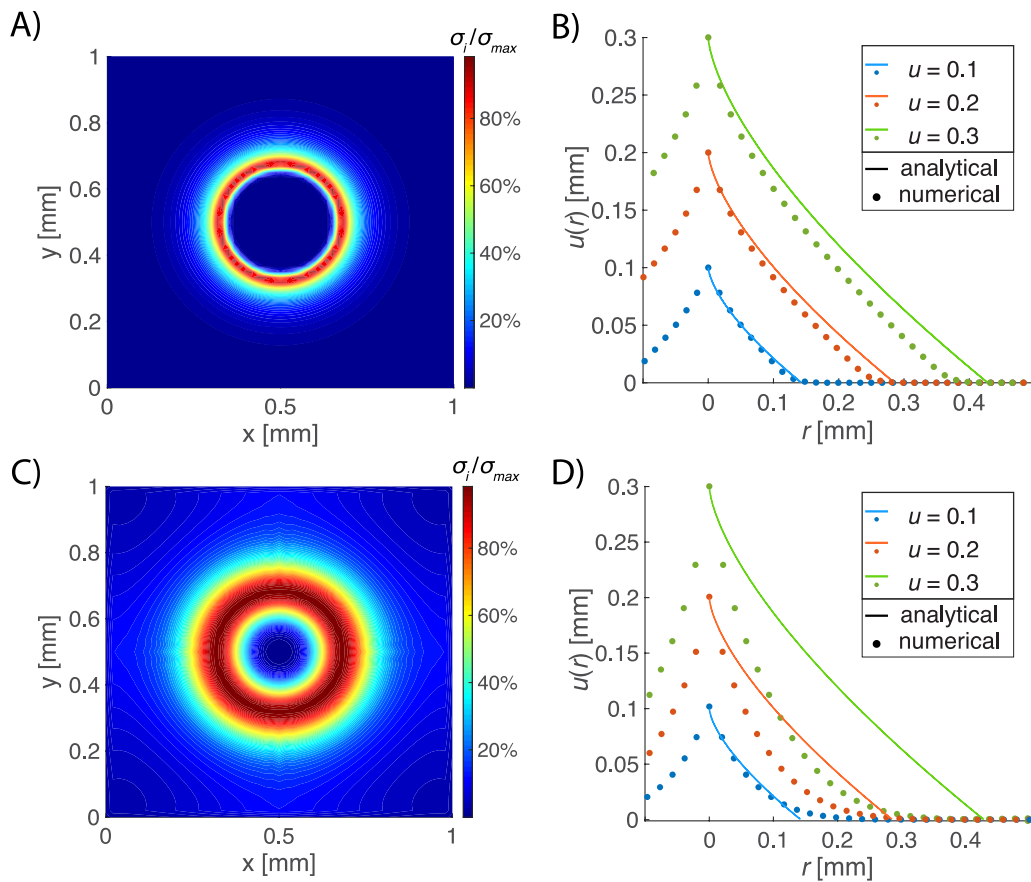 A)
σi/σmax
1
0.8
0.6
0.4
0.2
0
y [mm]
0
0.5
1
x [mm]
80%
60%
40%
20%
B)
0.3
0.25
0.2
0.15
0.1
0.05
0
u(r) [mm]
0
0.1
0.2
0.3
0.4
r [mm]
u = 0.1
u = 0.2
u = 0.3
analytical
numerical
C)
σi/σmax
1
0.8
0.6
0.4
0.2
0
y [mm]
0
0.5
1
x [mm]
80%
60%
40%
20%
D)
0.3
0.25
0.2
0.15
0.1
0.05
0
u(r) [mm]
0
0.1
0.2
0.3
0.4
r [mm]
u = 0.1
u = 0.2
u = 0.3
analytical
numerical